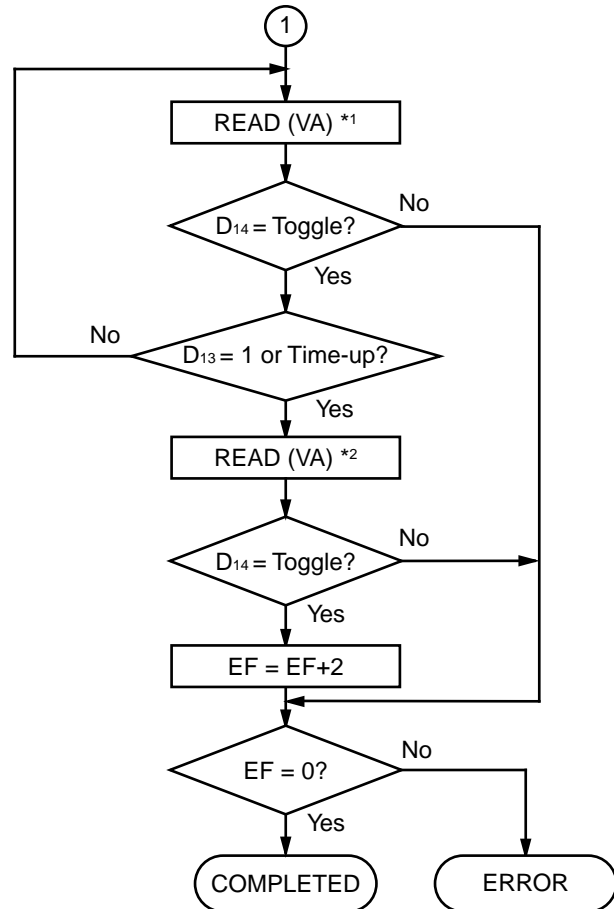 1
READ (VA) *1
No
D14 = Toggle?
Yes
No
D13 = 1 or Time-up?
Yes
READ (VA) *2
No
D14 = Toggle?
Yes
EF = EF+2
No
EF = 0?
Yes
COMPLETED ERROR